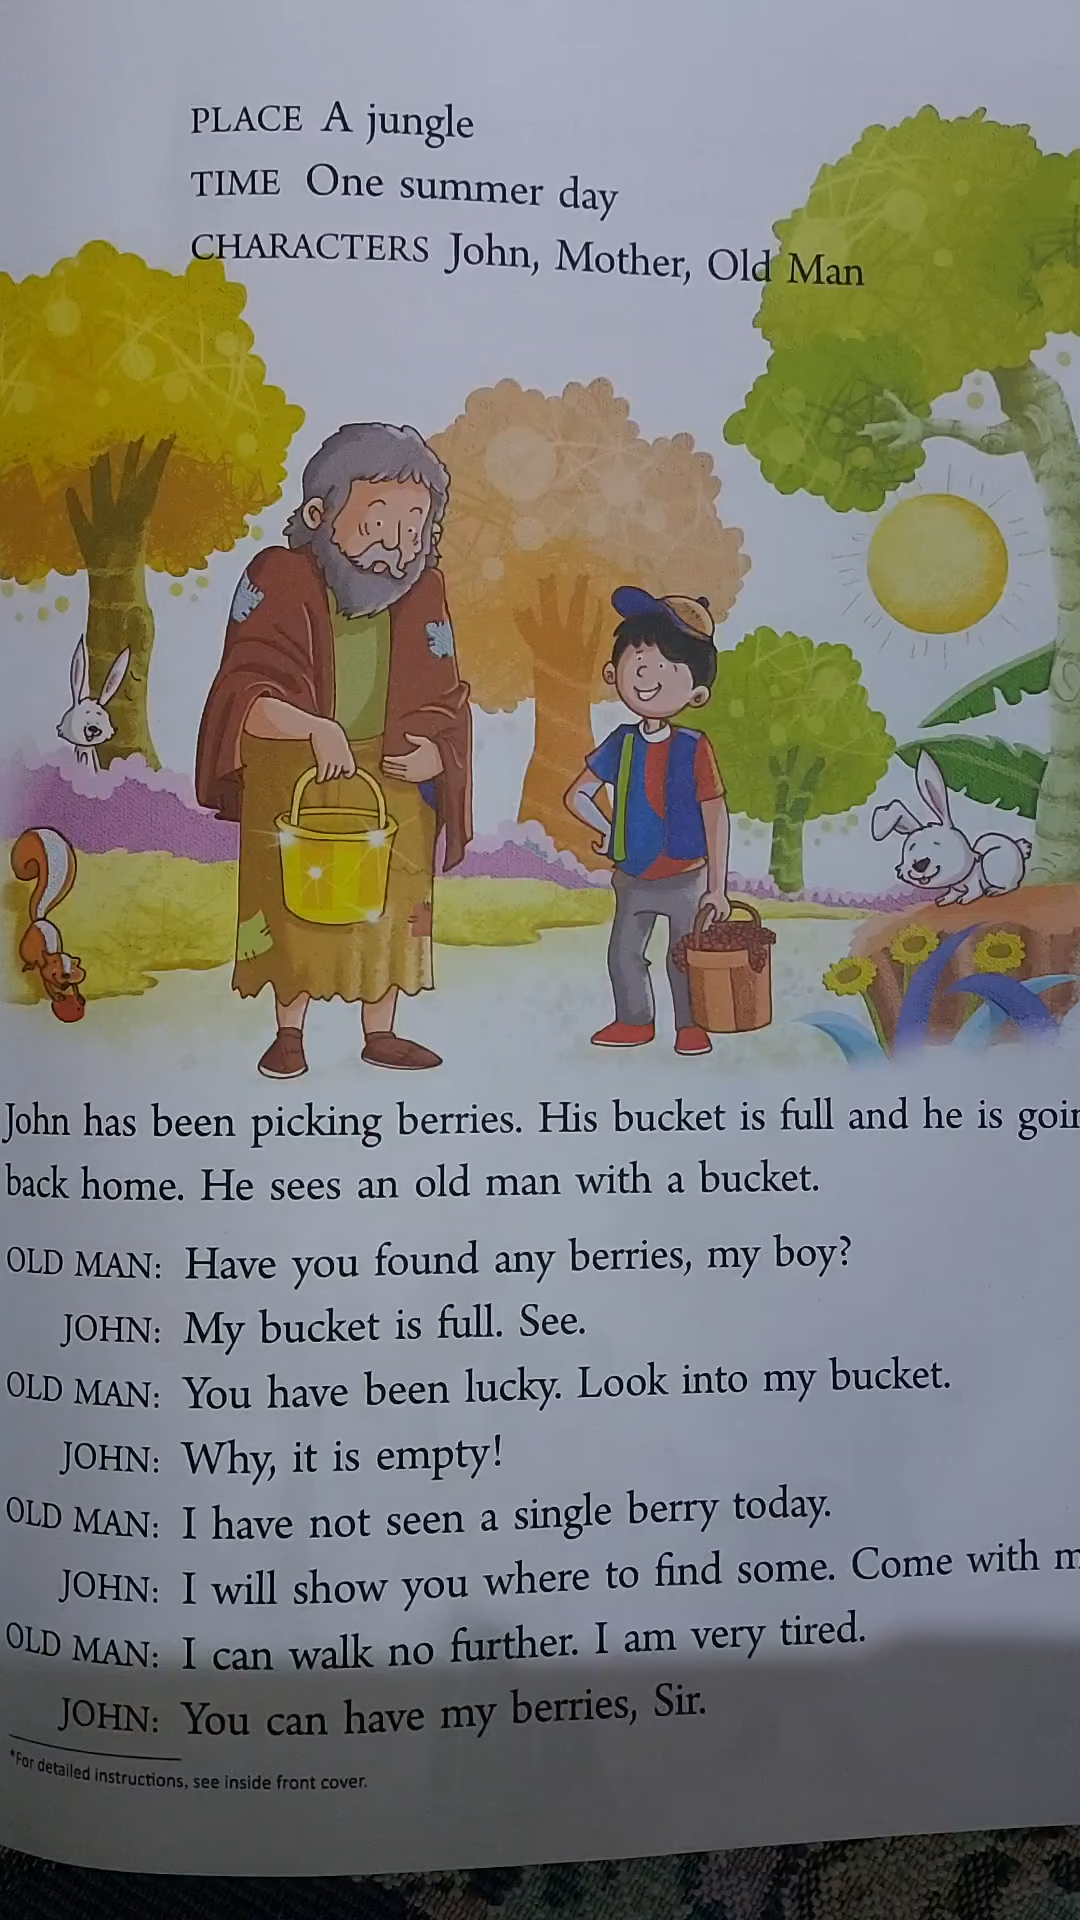 PLACE A jungle
TIME One summer day
CHARACTERS John, Mother, Old Man
John has been picking berries. His bucket is full and he is
back home. He sees an old man with a bucket.
OLD MAN: Have you found any berries, my boy?
JOHN: My bucket is full. See.
OLD MAN: You have been lucky. Look into my bucket.
JOHN: Why, it is empty!
OLD MAN: I have not seen a single berry today.
JOHN: I will show you where to find some. Come with
OLD MAN: I can walk no further. I am very tired.
JOHN: You can have my berries, Sir.
*For detailed instructions, see inside front cover.